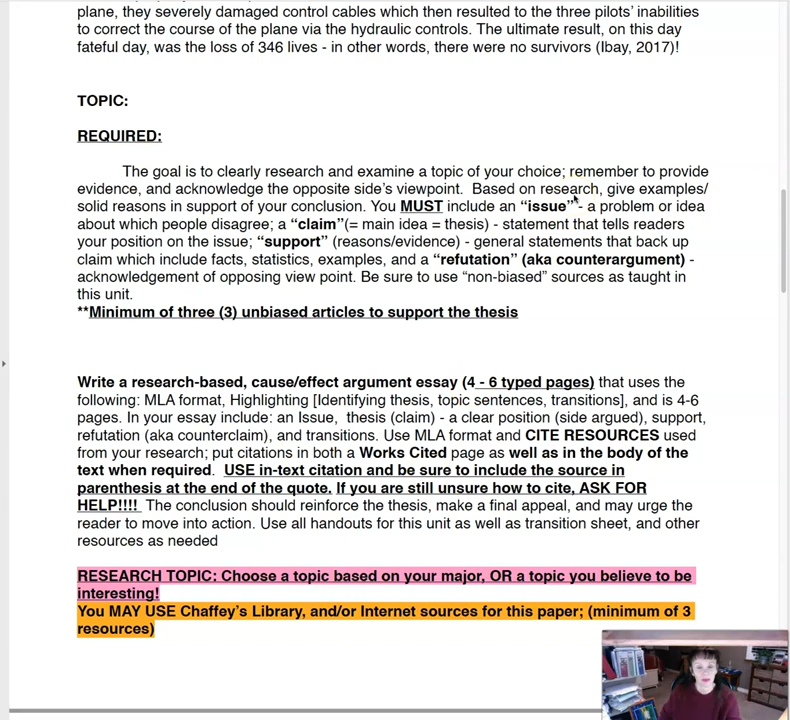 plane, they severely damaged control cables which then resulted to the three pilots' inabilities
to correct the course of the plane via the hydraulic controls. The ultimate result, on this day
fateful day, was the loss of 346 lives - in other words, there were no survivors (Ibay, 2017)!
TOPIC:
REQUIRED:
The goal is to clearly research and examine a topic of your choice; remember to provide
evidence, and acknowledge the opposite side's viewpoint. Based on research, give examples/
solid reasons in support of your conclusion. You MUST include an "issue" - a problem or idea
about which people disagree; a "claim"(= main idea = thesis) - statement that tells readers
your position on the issue; "support" (reasons/evidence) - general statements that back up
claim which include facts, statistics, examples, and a "refutation" (aka counterargument) -
acknowledgement of opposing view point. Be sure to use "non-biased" sources as taught in
this unit.
**Minimum of three (3) unbiased articles to support the thesis
Write a research-based, cause/effect argument essay (4 - 6 typed pages) that uses the
following: MLA format, Highlighting [Identifying thesis, topic sentences, transitions], and is 4-6
pages. In your essay include: an Issue, thesis (claim) - a clear position (side argued), support,
refutation (aka counterclaim), and transitions. Use MLA format and CITE RESOURCES used
from your research; put citations in both a Works Cited page as well as in the body of the
text when required. USE in-text citation and be sure to include the source in
parenthesis at the end of the quote. If you are still unsure how to cite, ASK FOR
HELP!!!! The conclusion should reinforce the thesis, make a final appeal, and may urge the
reader to move into action. Use all handouts for this unit as well as transition sheet, and other
resources as needed
RESEARCH TOPIC: Choose a topic based on your major, OR a topic you believe to be
interesting!
You MAY USE Chaffey's Library, and/or Internet sources for this paper; (minimum of 3
resources)